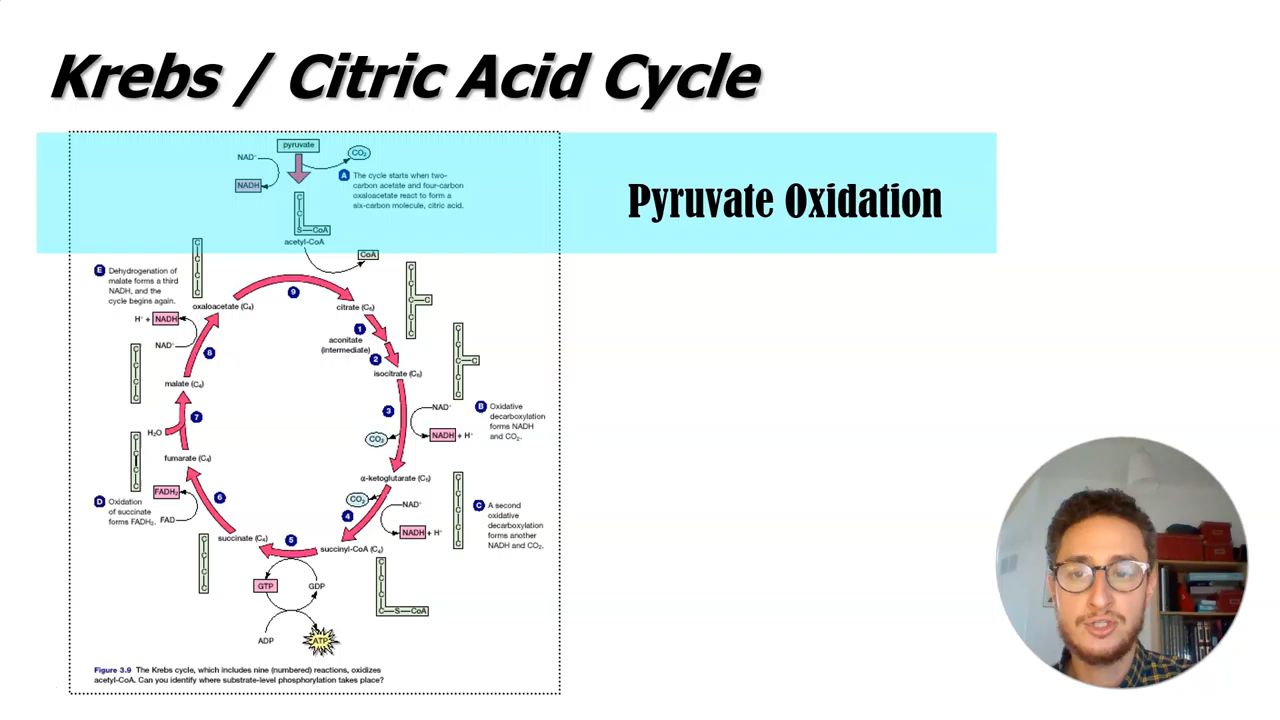 Krebs / Citric Acid Cycle
Pyruvate Oxidation
pyruvate
NAD⁺
CO₂
NADH
A The cycle starts when two-
carbon acetate and four-carbon
oxaloacetate react to form a
six-carbon molecule, citric acid.
C
C
S—CoA
acetyl-CoA
CoA
E Dehydrogenation of
malate forms a third
NADH, and the
cycle begins again.
C
C
C
C
oxaloacetate (C₄)
9
citrate (C₆)
C
C
C
C—C
C
C
H⁺ + NADH
NAD⁺
8
1
aconitate
(intermediate)
2
isocitrate (C₆)
C
C
C—C
C
C
malate (C₄)
C
C
C
C
7
H₂O
3
NAD⁺
NADH + H⁺
CO₂
B Oxidative
decarboxylation
forms NADH
and CO₂.
fumarate (C₄)
C
C
C
C
α-ketoglutarate (C₅)
C
C
C
C
C
D Oxidation
of succinate
forms FADH₂.
FADH₂
FAD
6
CO₂
NAD⁺
4
NADH + H⁺
C A second
oxidative
decarboxylation
forms another
NADH and CO₂.
succinate (C₄)
5
succinyl-CoA (C₄)
C
C
C
C
C
C
C
C—S—CoA
GTP
GDP
ADP
ATP
Figure 3.9 The Krebs cycle, which includes nine (numbered) reactions, oxidizes
acetyl-CoA. Can you identify where substrate-level phosphorylation takes place?